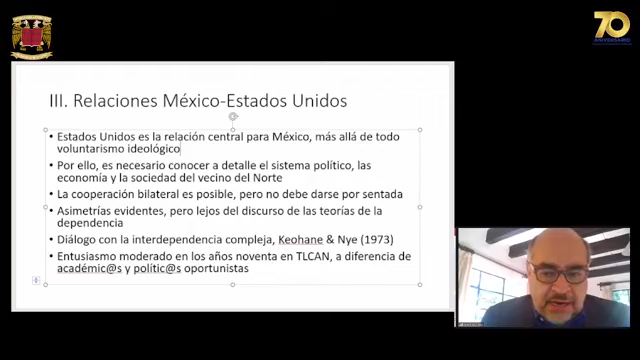 70
ANIVERSARIO
III. Relaciones México-Estados Unidos
• Estados Unidos es la relación central para México, más allá de todo
voluntarismo ideológico
• Por ello, es necesario conocer a detalle el sistema político, las
economía y la sociedad del vecino del Norte
• La cooperación bilateral es posible, pero no debe darse por sentada
• Asimetrías evidentes, pero lejos del discurso de las teorías de la
dependencia
• Diálogo con la interdependencia compleja, Keohane & Nye (1973)
• Entusiasmo moderado en los años noventa en TLCAN, a diferencia de
académic@s y polític@s oportunistas